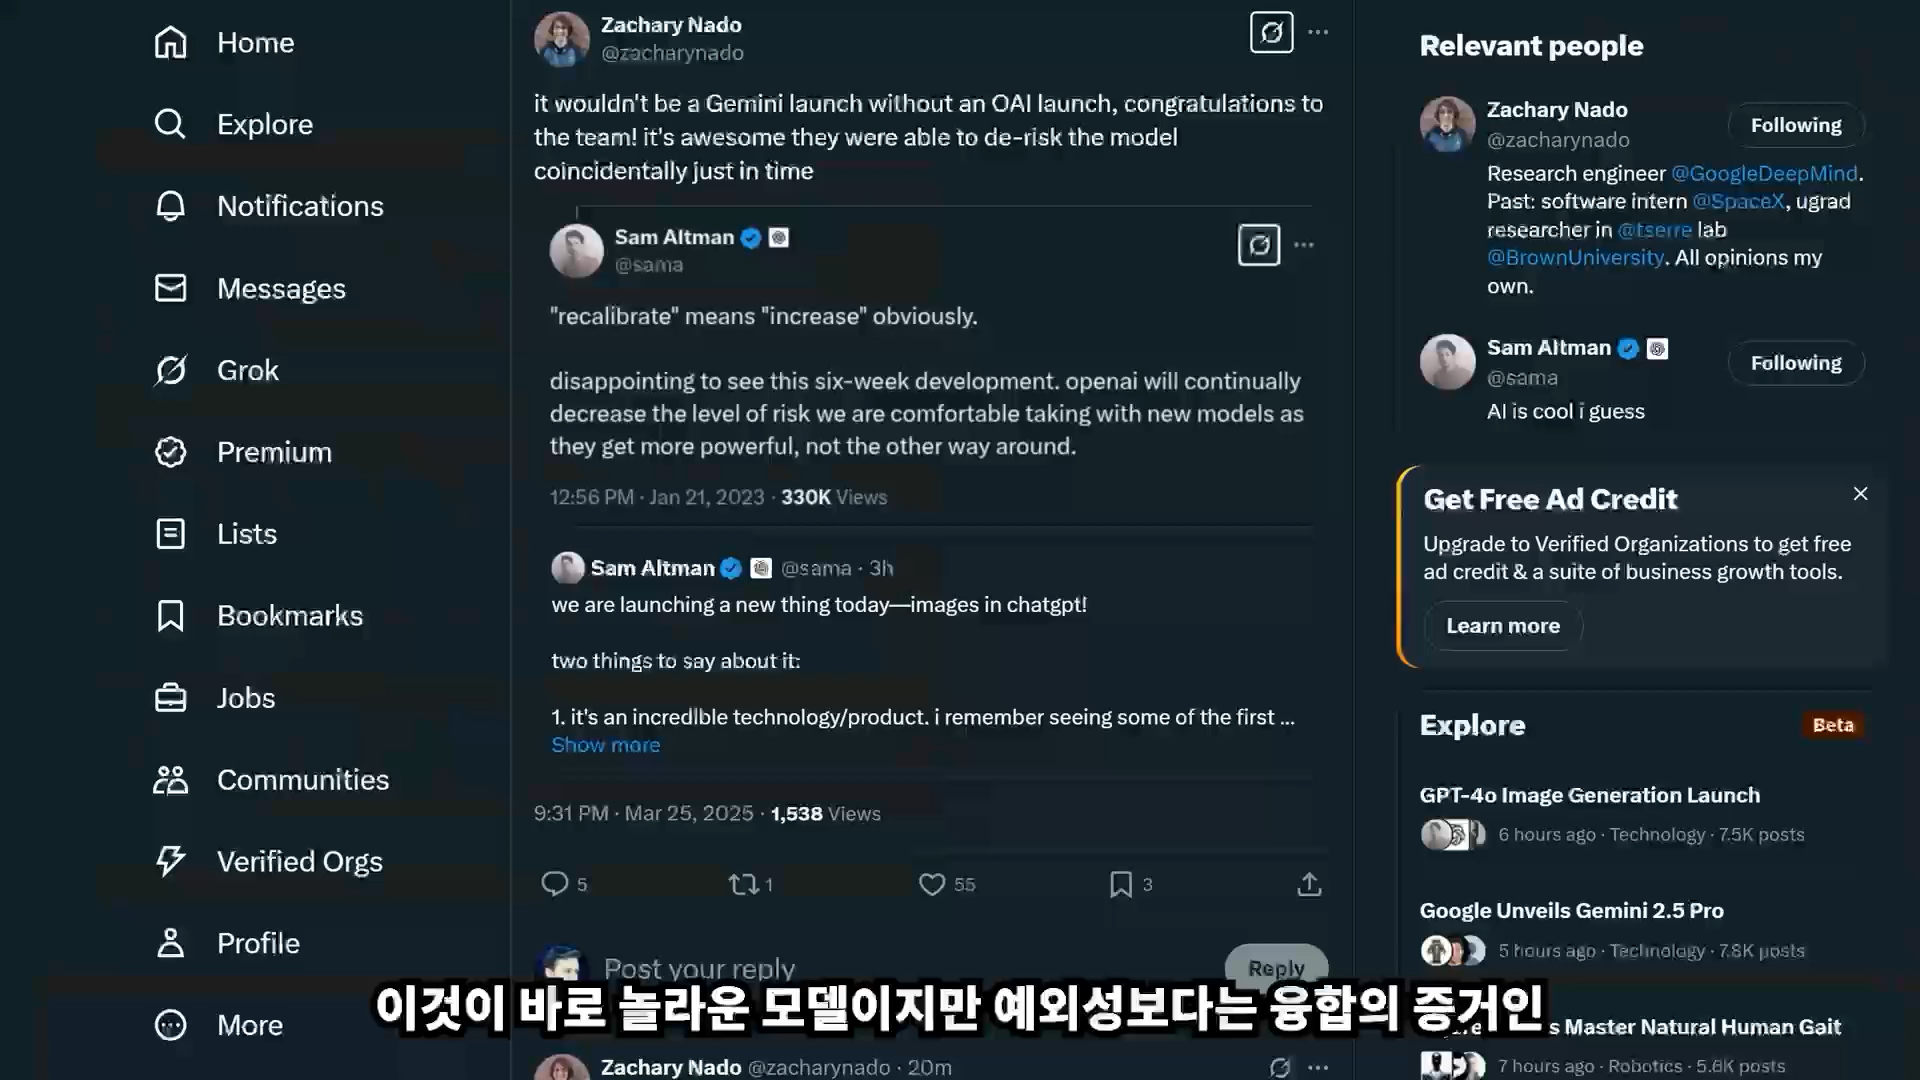 Home
Explore
Notifications
Messages
Grok
Premium
Lists
Bookmarks
Jobs
Communities
Verified Orgs
Profile
More
Zachary Nado
@zacharynado
it wouldn't be a Gemini launch without an OAI launch, congratulations to
the team! it's awesome they were able to de-risk the model
coincidentally just in time
Sam Altman
@sama
"recalibrate" means "increase" obviously.
disappointing to see this six-week development. openai will continually
decrease the level of risk we are comfortable taking with new models as
they get more powerful, not the other way around.
12:56 PM · Jan 21, 2023 · 330K Views
Sam Altman @sama · 3h
we are launching a new thing today—images in chatgpt!
two things to say about it:
1. it's an incredible technology/product. i remember seeing some of the first ...
Show more
9:31 PM · Mar 25, 2025 · 1,538 Views
5 1 55 3
Post your reply
Reply
Zachary Nado @zacharynado · 20m
Relevant people
Zachary Nado
@zacharynado
Following
Research engineer @GoogleDeepMind.
Past: software intern @SpaceX, ugrad
researcher in @tserre lab
@BrownUniversity. All opinions my
own.
Sam Altman
@sama
Following
AI is cool i guess
Get Free Ad Credit
Upgrade to Verified Organizations to get free
ad credit & a suite of business growth tools.
Learn more
Explore
Beta
GPT-4o Image Generation Launch
6 hours ago · Technology · 7.5K posts
Google Unveils Gemini 2.5 Pro
5 hours ago · Technology · 7.8K posts
Master Natural Human Gait
7 hours ago · Robotics · 5.8K posts
이것이 바로 놀라운 모델이지만 예외성보다는 융합의 증거인